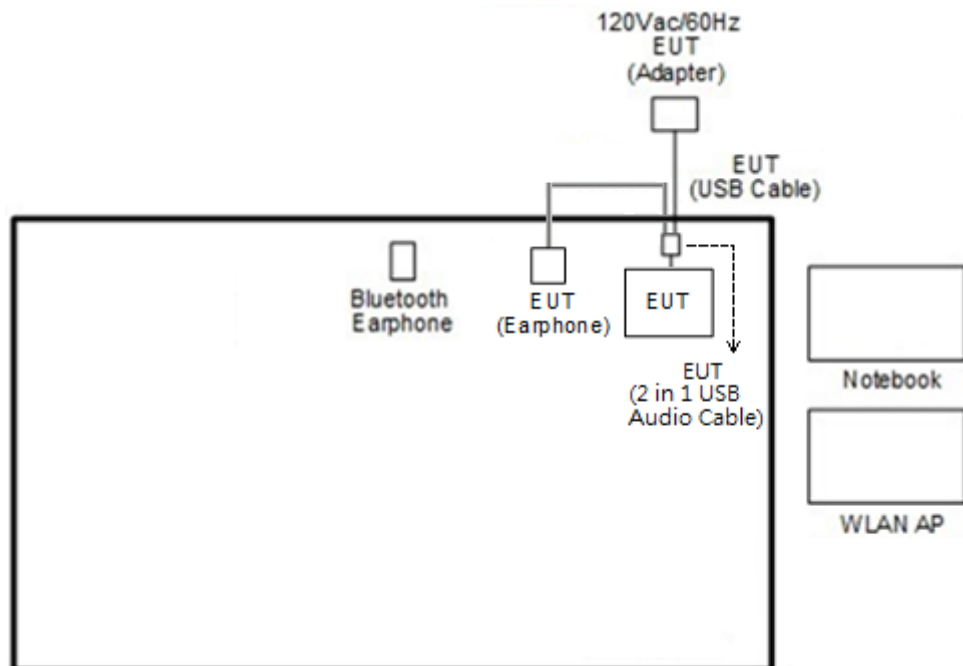 120Vac/60Hz
EUT
(Adapter)
EUT
(USB Cable)
Bluetooth
Earphone
EUT
(Earphone)
EUT
EUT
(2 in 1 USB
Audio Cable)
Notebook
WLAN AP